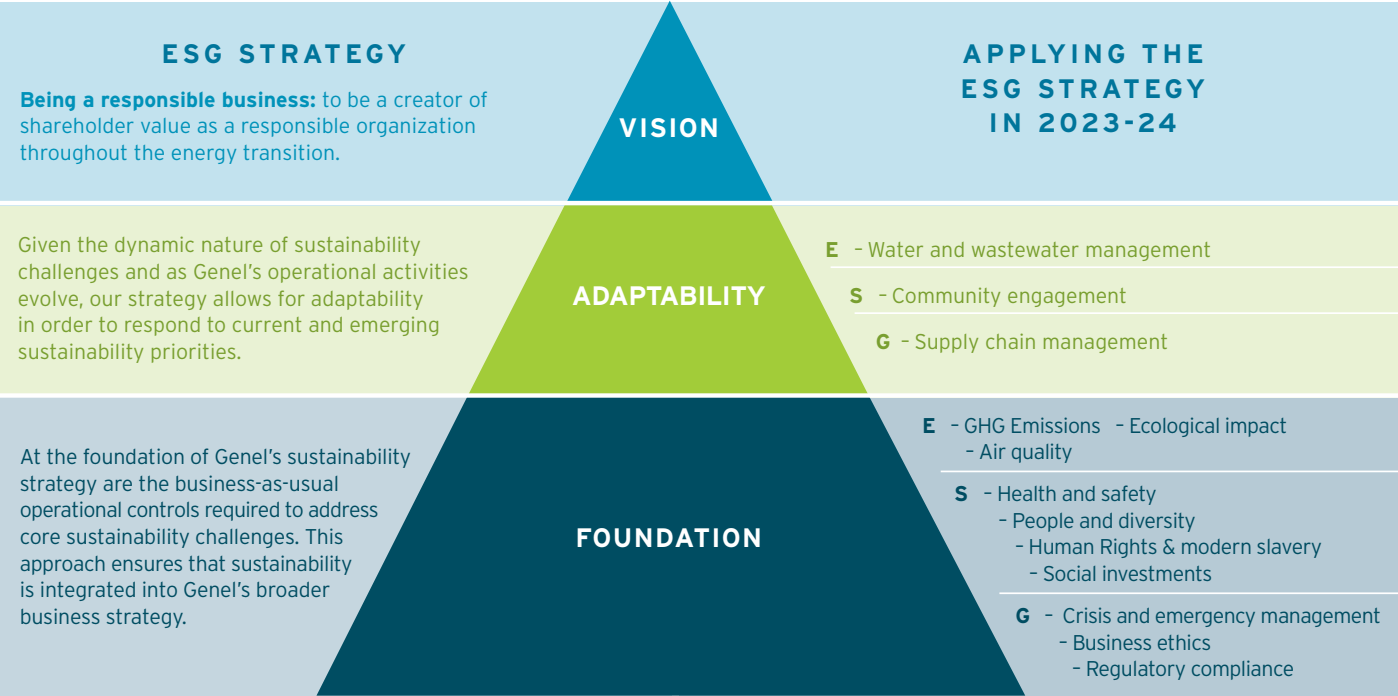 ESG STRATEGY
Being a responsible business: to be a creator of
shareholder value as a responsible organization
throughout the energy transition.
VISION
APPLYING THE
ESG STRATEGY
IN 2023-24
Given the dynamic nature of sustainability
challenges and as Genel's operational activities
evolve, our strategy allows for adaptability
in order to respond to current and emerging
sustainability priorities.
ADAPTABILITY
E – Water and wastewater management
S – Community engagement
G – Supply chain management
At the foundation of Genel's sustainability
strategy are the business-as-usual
operational controls required to address
core sustainability challenges. This
approach ensures that sustainability
is integrated into Genel's broader
business strategy.
FOUNDATION
E – GHG Emissions – Ecological impact
– Air quality
S – Health and safety
– People and diversity
– Human Rights & modern slavery
– Social investments
G – Crisis and emergency management
– Business ethics
– Regulatory compliance